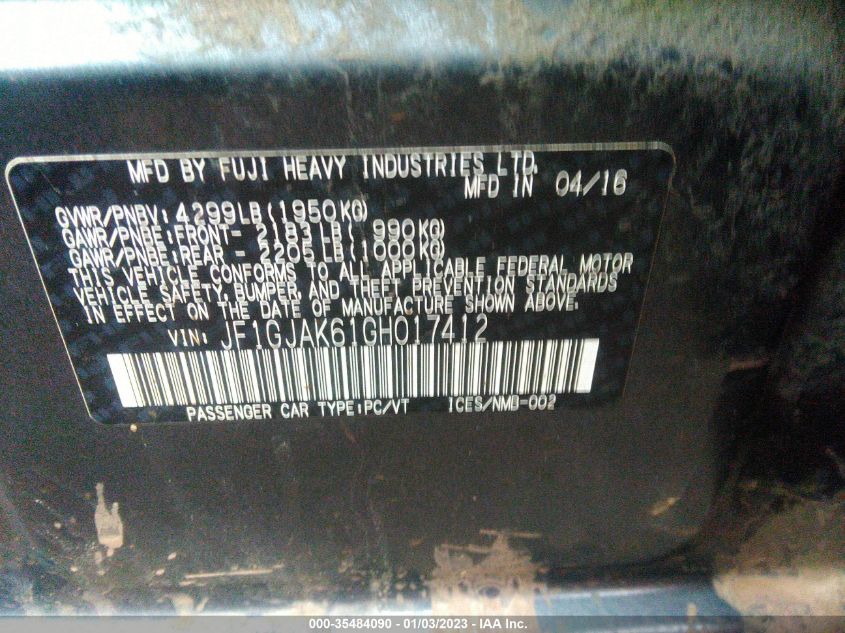 MFD BY FUJI HEAVY INDUSTRIES LTD.
MFD IN 04/16
GVWR/PNBV: 4299LB(1950KG)
GAWR/PNBE:FRONT- 2183LB( 990KG)
GAWR/PNBE:REAR - 2205LB(1000KG)
THIS VEHICLE CONFORMS TO ALL APPLICABLE FEDERAL MOTOR
VEHICLE SAFETY, BUMPER, AND THEFT PREVENTION STANDARDS
IN EFFECT ON THE DATE OF MANUFACTURE SHOWN ABOVE.
VIN: JF1GJAK61GH017412
PASSENGER CAR TYPE:PC/VT ICES/NMB-002
000-35484090 - 01/03/2023 - IAA Inc.